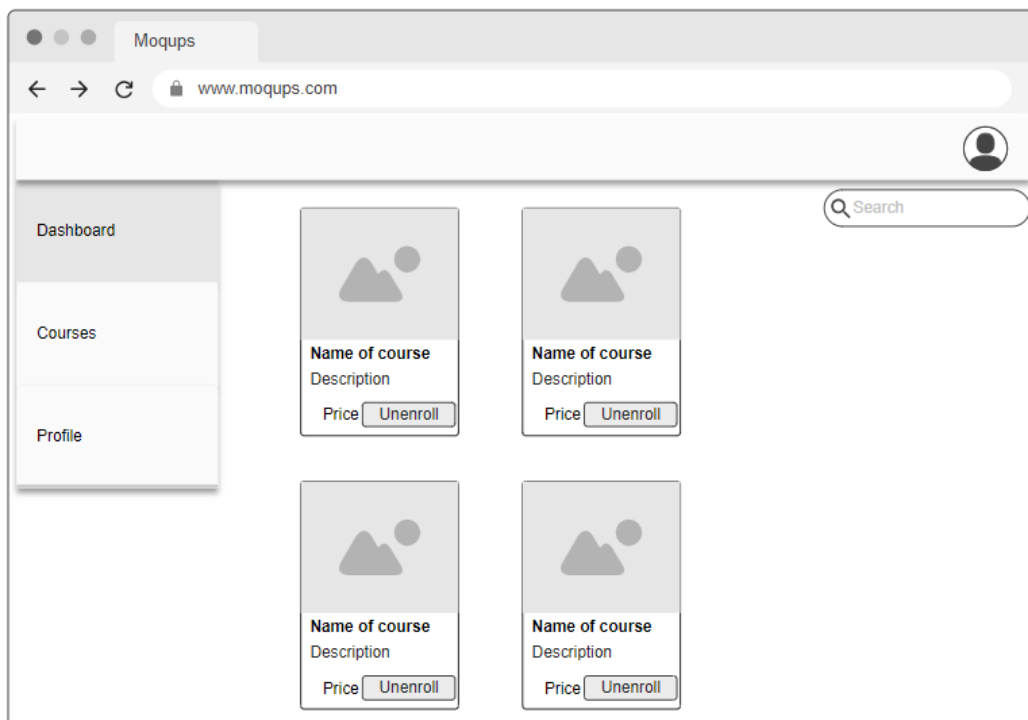 Moqups
www.moqups.com
Search
Dashboard
Courses
Profile
Name of course
Description
Price Unenroll
Name of course
Description
Price Unenroll
Name of course
Description
Price Unenroll
Name of course
Description
Price Unenroll